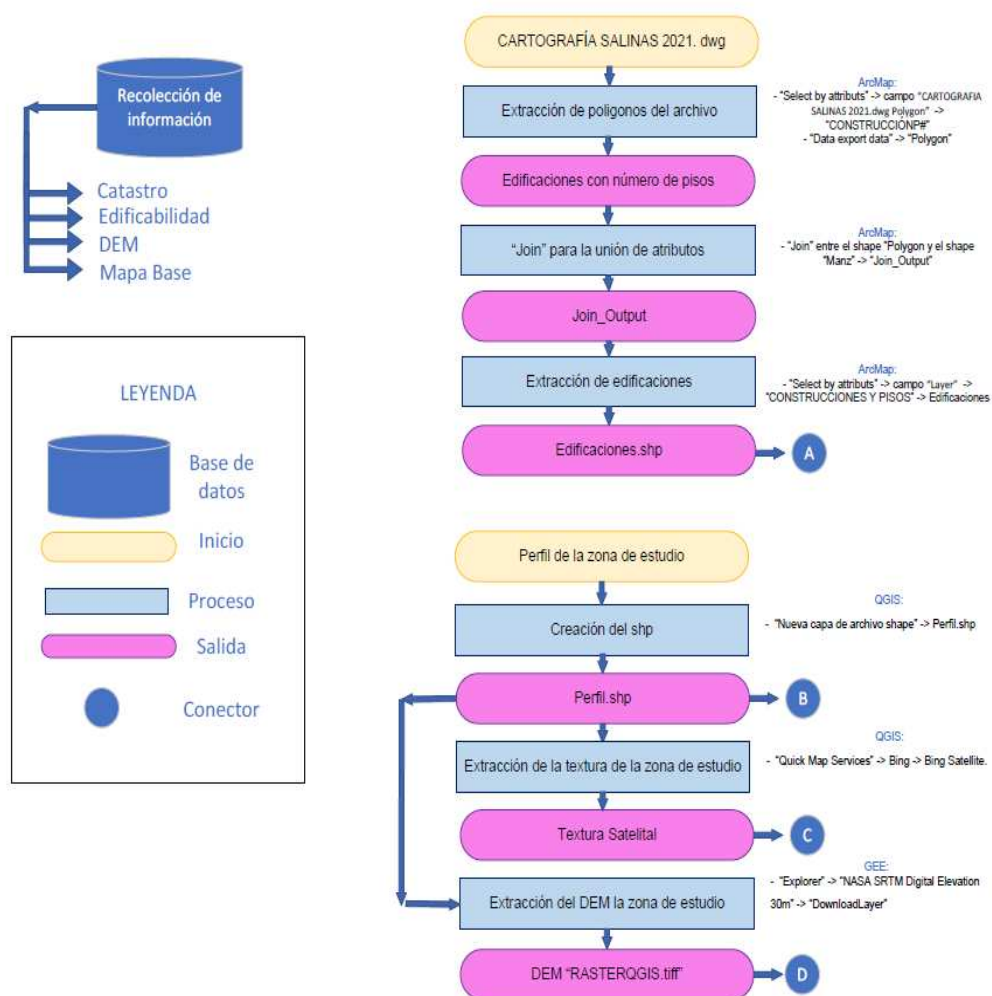 Recolección de
información
Catastro
Edificabilidad
DEM
Mapa Base
LEYENDA
Base de
datos
Inicio
Proceso
Salida
Conector
CARTOGRAFÍA SALINAS 2021. dwg
Extracción de poligonos del archivo
ArcMap:
- "Select by attributs" -> campo "CARTOGRAFIA
SALINAS 2021.dwg Polygon" ->
"CONSTRUCCIÓNP#"
- "Data export data" -> "Polygon"
Edificaciones con número de pisos
"Join" para la unión de atributos
ArcMap:
- "Join" entre el shape "Polygon y el shape
"Manz" -> "Join_Output"
Join_Output
Extracción de edificaciones
ArcMap:
- "Select by attributs" -> campo "Layer" ->
"CONSTRUCCIONES Y PISOS" -> Edificaciones
Edificaciones.shp
A
Perfil de la zona de estudio
Creación del shp
QGIS:
- "Nueva capa de archivo shape" -> Perfil.shp
Perfil.shp
B
Extracción de la textura de la zona de estudio
QGIS:
- "Quick Map Services" -> Bing -> Bing Satellite.
Textura Satelital
C
Extracción del DEM la zona de estudio
GEE:
- "Explorer" -> "NASA SRTM Digital Elevation
30m" -> "DownloadLayer"
DEM "RASTERQGIS.tiff"
D